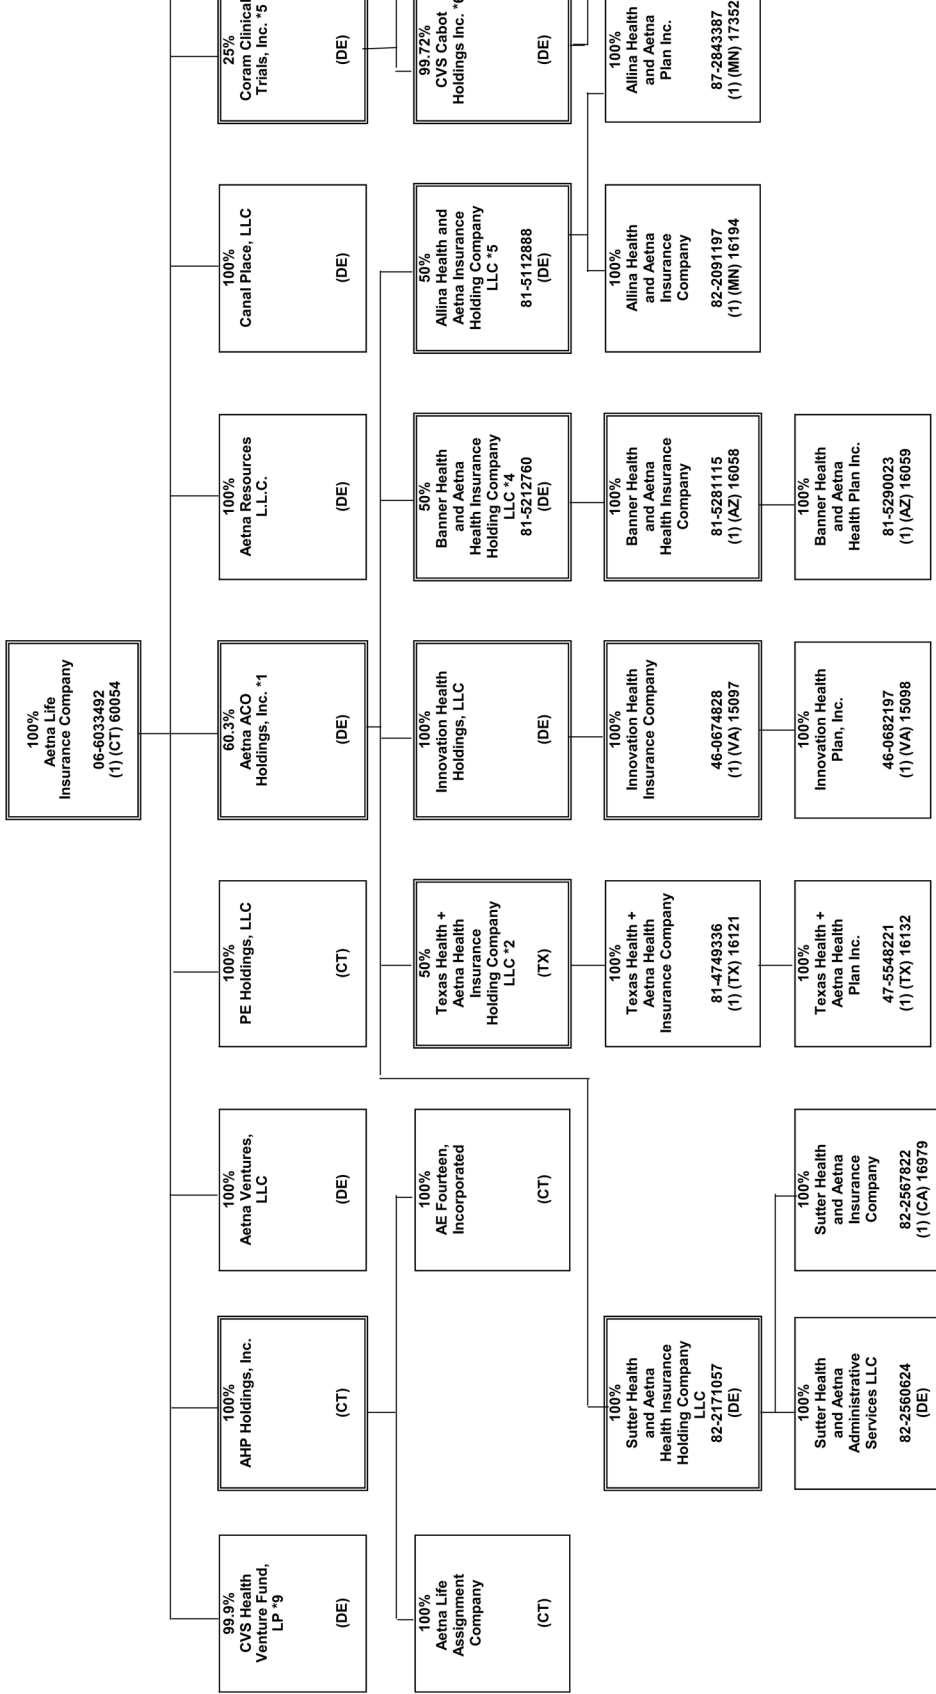 100%
Aetna Life
Insurance Company
06-6033492
(1) (CT) 60054
99.9%
CVS Health
Venture Fund,
LP *9
(DE)
100%
AHP Holdings, Inc.
(CT)
100%
Aetna Ventures,
LLC
(DE)
100%
PE Holdings, LLC
(CT)
60.3%
Aetna ACO
Holdings, Inc. *1
(DE)
100%
Aetna Resources
L.L.C.
(DE)
100%
Canal Place, LLC
(DE)
25%
Coram Clinical
Trials, Inc. *5
(DE)
100%
Aetna Life
Assignment
Company
(CT)
100%
AE Fourteen,
Incorporated
(CT)
50%
Texas Health +
Aetna Health
Insurance
Holding Company
LLC *2
(TX)
100%
Innovation Health
Holdings, LLC
(DE)
50%
Banner Health
and Aetna
Health Insurance
Holding Company
LLC *4
81-5212760
(DE)
50%
Allina Health and
Aetna Insurance
Holding Company
LLC *5
81-5112888
(DE)
99.72%
CVS Cabot
Holdings Inc. *6
(DE)
100%
Sutter Health
and Aetna
Health Insurance
Holding Company
LLC
82-2171057
(DE)
100%
Texas Health +
Aetna Health
Insurance Company
81-4749336
(1) (TX) 16121
100%
Innovation Health
Insurance Company
46-0674828
(1) (VA) 15097
100%
Banner Health
and Aetna
Health Insurance
Company
81-5281115
(1) (AZ) 16058
100%
Allina Health
and Aetna
Insurance
Company
82-2091197
(1) (MN) 16194
100%
Allina Health
and Aetna
Plan Inc.
87-2843387
(1) (MN) 17352
100%
Sutter Health
and Aetna
Administrative
Services LLC
82-2560624
(DE)
100%
Sutter Health
and Aetna
Insurance
Company
82-2567822
(1) (CA) 16979
100%
Texas Health +
Aetna Health
Plan Inc.
47-5548221
(1) (TX) 16132
100%
Innovation Health
Plan, Inc.
46-0682197
(1) (VA) 15098
100%
Banner Health
and Aetna
Health Plan Inc.
81-5290023
(1) (AZ) 16059